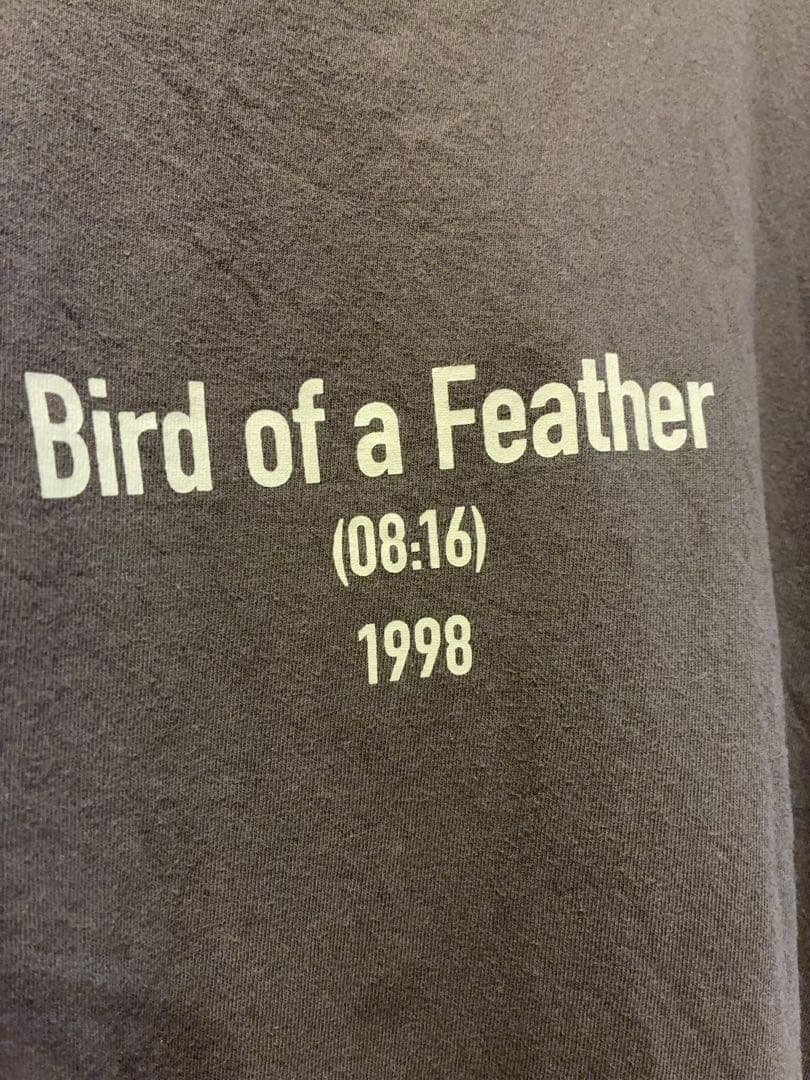 Bird of a Feather
(08:16)
1998